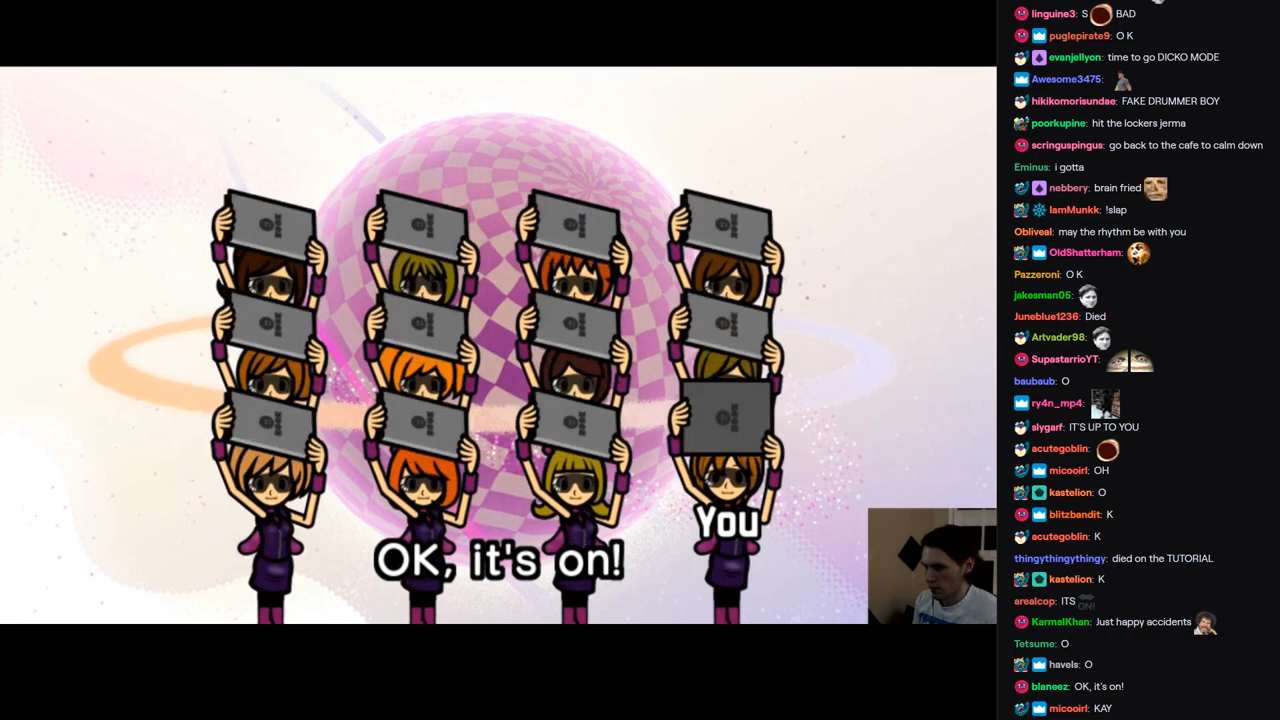 You
OK, it's on!
linguine3: S BAD
puglepirate9: O K
evanjellyon: time to go DICKO MODE
Awesome3475:
hikikomorisundae: FAKE DRUMMER BOY
poorkupine: hit the lockers jerma
scringuspingus: go back to the cafe to calm down
Eminus: i gotta
nebbery: brain fried
IamMunkk: !slap
Obliveal: may the rhythm be with you
OldShatterham:
Pazzeroni: O K
jakesman05:
Juneblue1236: Died
Artvader98:
SupastarrioYT:
baubaub: O
ry4n_mp4:
slygarf: IT'S UP TO YOU
acutegoblin:
micooirl: OH
kastelion: O
blitzbandit: K
acutegoblin: K
thingythingythingy: died on the TUTORIAL
kastelion: K
arealcop: ITS ON!
KarmalKhan: Just happy accidents
Tetsume: O
havels: O
blaneez: OK, it's on!
micooirl: KAY